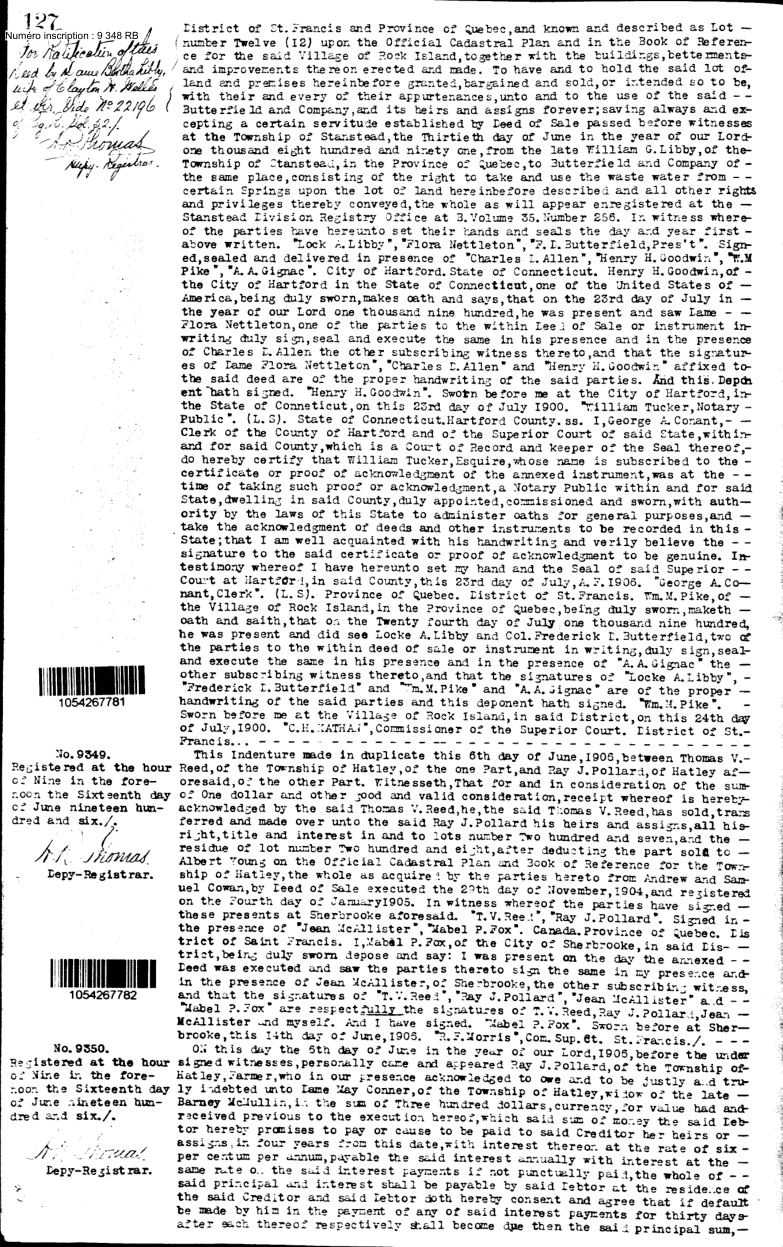 127
Numéro inscription : 9 348 RB
For Ratification of this
Deed by Dame Bertha Libby,
wife of Clayton H. Wells
et vir. Vide No 22196
of Rg. B. Vol 42./.
A. R. Thomas
Depy-Registrar.
District of St.Francis and Province of Quebec,and known and described as Lot —
number Twelve (12) upon the Official Cadastral Plan and in the Book of Referen-
ce for the said Village of Rock Island,together with the buildings,betterments-
and improvements thereon erected and made. To have and to hold the said lot of-
land and premises hereinbefore granted,bargained and sold,or intended so to be,
with their and every of their appurtenances,unto and to the use of the said - -
Butterfield and Company,and its heirs and assigns forever;saving always and ex-
cepting a certain servitude established by Deed of Sale passed before witnesses
at the Township of Stanstead,the Thirtieth day of June in the year of our Lord-
one thousand eight hundred and ninety one,from the late William G.Libby,of the-
Township of Stanstead,in the Province of Quebec,to Butterfield and Company of -
the same place,consisting of the right to take and use the waste water from - -
certain Springs upon the lot of land hereinbefore described and all other rights
and privileges thereby conveyed,the whole as will appear enregistered at the —
Stanstead Division Registry Office at B.Volume 35.Number 256. In witness where-
of the parties have hereunto set their hands and seals the day and year first -
above written. "Lock A.Libby","Flora Nettleton","F.D.Butterfield,Pres't". Sign-
ed,sealed and delivered in presence of "Charles D.Allen","Henry H.Goodwin","W.M
Pike","A.A.Gignac". City of Hartford.State of Connecticut. Henry H.Goodwin,of -
the City of Hartford in the State of Connecticut,one of the United States of —
America,being duly sworn,makes oath and says,that on the 23rd day of July in —
the year of our Lord one thousand nine hundred,he was present and saw Dame - —
Flora Nettleton,one of the parties to the within Deed of Sale or instrument in-
writing duly sign,seal and execute the same in his presence and in the presence
of Charles D.Allen the other subscribing witness thereto,and that the signatur-
es of Dame Flora Nettleton","Charles D.Allen" and "Henry H.Goodwin" affixed to-
the said deed are of the proper handwriting of the said parties. And this.Depon
ent hath signed. "Henry H.Goodwin". Sworn before me at the City of Hartford,in-
the State of Conneticut,on this 23rd day of July 1900. "William Tucker,Notary -
Public". (L.S). State of Connecticut.Hartford County.ss. I,George A.Conant,- —
Clerk of the County of Hartford and of the Superior Court of said State,within-
and for said County,which is a Court of Record and keeper of the Seal thereof,-
do hereby certify that William Tucker,Esquire,whose name is subscribed to the -
certificate or proof of acknowledgment of the annexed instrument,was at the - -
time of taking such proof or acknowledgment,a Notary Public within and for said
State,dwelling in said County,duly appointed,commissioned and sworn,with auth—
ority by the laws of this State to administer oaths for general purposes,and —
take the acknowledgment of deeds and other instruments to be recorded in this -
State;that I am well acquainted with his handwriting and verily believe the - -
signature to the said certificate or proof of acknowledgment to be genuine. In-
testimony whereof I have hereunto set my hand and the Seal of said Superior - -
Court at Hartford,in said County,this 23rd day of July,A.F.1906. "George A.Co-
nant,Clerk". (L.S). Province of Quebec. District of St.Francis. Wm.M.Pike,of —
the Village of Rock Island,in the Province of Quebec,being duly sworn,maketh —
oath and saith,that on the Twenty fourth day of July one thousand nine hundred,
he was present and did see Locke A.Libby and Col.Frederick D.Butterfield,two of
the parties to the within deed of sale or instrument in writing,duly sign,seal-
and execute the same in his presence and in the presence of "A.A.Gignac" the —
other subscribing witness thereto,and that the signatures of "Locke A.Libby", -
"Frederick D.Butterfield" and "Wm.M.Pike" and "A.A.Gignac" are of the proper —
handwriting of the said parties and this deponent hath signed. "Wm.M.Pike". -
Sworn before me at the Village of Rock Island,in said District,on this 24th day
of July,1900. "C.H.KATHAN",Commissioner of the Superior Court. District of St.-
Francis... - - - - - - - - - - - - - - - - - - - - - - - - - - - - - - - -
1054267781
No.9349.
Registered at the hour
of Nine in the fore-
noon the Sixteenth day
of June nineteen hun-
dred and six./.
A. R. Thomas.
Depy-Registrar.
This Indenture made in duplicate this 6th day of June,1906,between Thomas V.-
Reed,of the Township of Hatley,of the one Part,and Ray J.Pollard,of Hatley af—
oresaid,of the other Part. Witnesseth,That for and in consideration of the sum-
of One dollar and other good and valid consideration,receipt whereof is hereby-
acknowledged by the said Thomas V.Reed,he,the said Thomas V.Reed,has sold,trans
ferred and made over unto the said Ray J.Pollard his heirs and assigns,all his-
right,title and interest in and to lots number Two hundred and seven,and the —
residue of lot number Two hundred and eight,after deducting the part sold to —
Albert Young on the Official Cadastral Plan and Book of Reference for the Town—
ship of Hatley,the whole as acquired by the parties hereto from Andrew and Sam-
uel Cowan,by Deed of Sale executed the 29th day of November,1904,and registered
on the Fourth day of January1905. In witness whereof the parties have signed —
these presents at Sherbrooke aforesaid. "T.V.Reed","Ray J.Pollard". Signed in -
the presence of "Jean McAllister","Mabel P.Fox". Canada.Province of Quebec. Dis
trict of Saint Francis. I,Mabel P.Fox,of the City of Sherbrooke,in said Dis—
trict,being duly sworn depose and say: I was present on the day the annexed - -
Deed was executed and saw the parties thereto sign the same in my presence and-
in the presence of Jean McAllister,of Sherbrooke,the other subscribing witness,
and that the signatures of "T.V.Reed","Ray J.Pollard","Jean McAllister" and - -
"Mabel P.Fox" are respectfully the signatures of T.V.Reed,Ray J.Pollard,Jean —
McAllister and myself. And I have signed. "Mabel P.Fox". Sworn before at Sher—
brooke,this 14th day of June,1906. "R.F.Morris",Com.Sup.Ct. St.Francis./. - - -
1054267782
No.9350.
Registered at the hour
of Nine in the fore-
noon the Sixteenth day
of June nineteen hun-
dred and six./.
A. R. Thomas.
Depy-Registrar.
On this day the 6th day of June in the year of our Lord,1906,before the under
signed witnesses,personally came and appeared Ray J.Pollard,of the Township of-
Hatley,Farmer,who in our presence acknowledged to owe and to be justly and tru-
ly indebted unto Dame May Conner,of the Township of Hatley,widow of the late —
Barney McMullin,in the sum of Three hundred dollars,currency,for value had and-
received previous to the execution hereof,which said sum of money the said Deb-
tor hereby promises to pay or cause to be paid to said Creditor her heirs or —
assigns,in four years from this date,with interest thereon at the rate of six -
per centum per annum,payable the said interest annually with interest at the —
same rate on the said interest payments if not punctually paid,the whole of - -
said principal and interest shall be payable by said Debtor at the residence of
the said Creditor and said Debtor doth hereby consent and agree that if default
be made by him in the payment of any of said interest payments for thirty days-
after each thereof respectively shall become due then the said principal sum,—